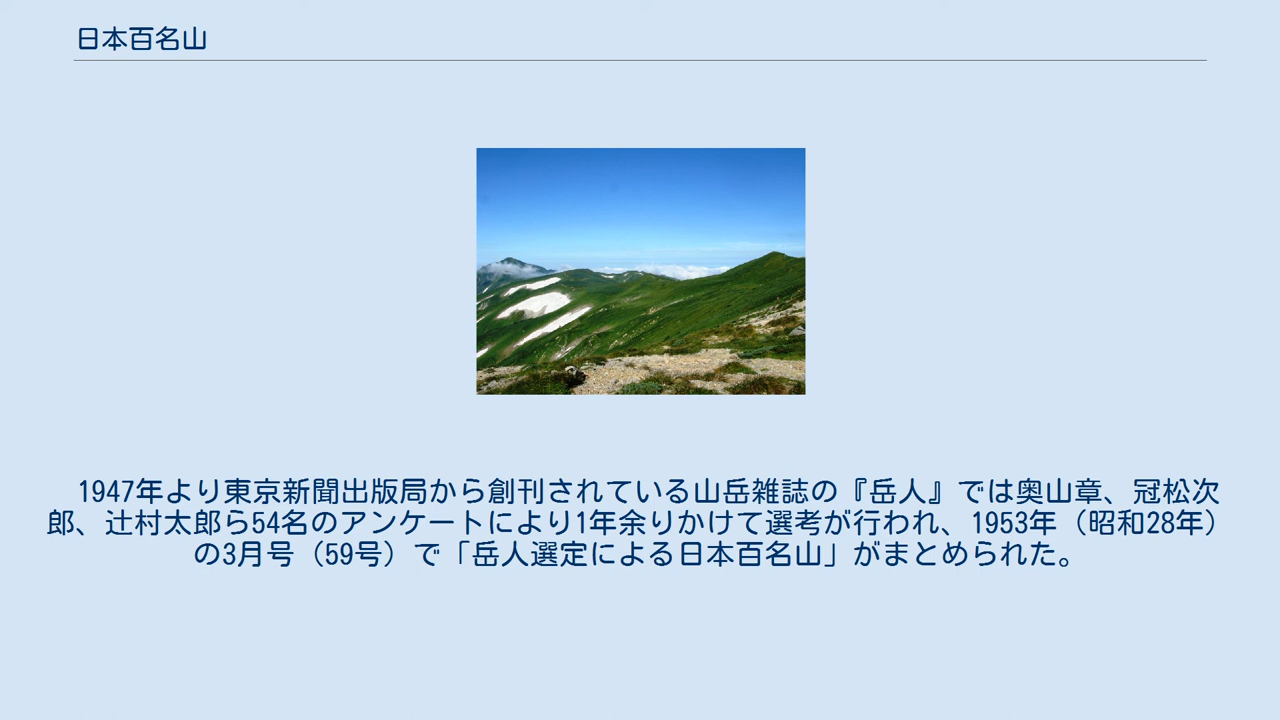 日本百名山
1947年より東京新聞出版局から創刊されている山岳雑誌の『岳人』では奥山章、冠松次
郎、辻村太郎ら54名のアンケートにより1年余りかけて選考が行われ、1953年（昭和28年）
の3月号（59号）で「岳人選定による日本百名山」がまとめられた。